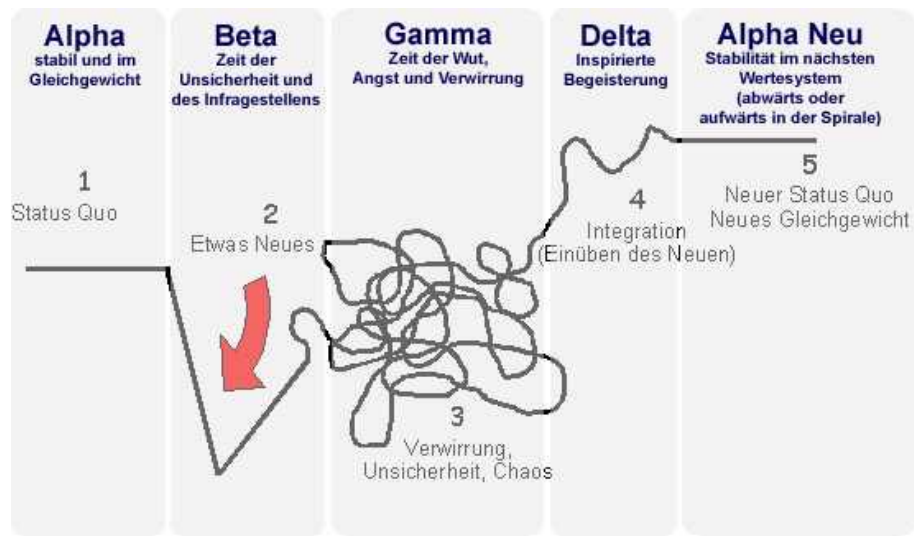 Alpha
stabil und im
Gleichgewicht
Beta
Zeit der
Unsicherheit und
des Infragestellens
Gamma
Zeit der Wut,
Angst und Verwirrung
Delta
Inspirierte
Begeisterung
Alpha Neu
Stabilität im nächsten
Wertesystem
(abwärts oder
aufwärts in der Spirale)
1
Status Quo
2
Etwas Neues
3
Verwirrung,
Unsicherheit, Chaos
4
Integration
(Einüben des Neuen)
5
Neuer Status Quo
Neues Gleichgewicht